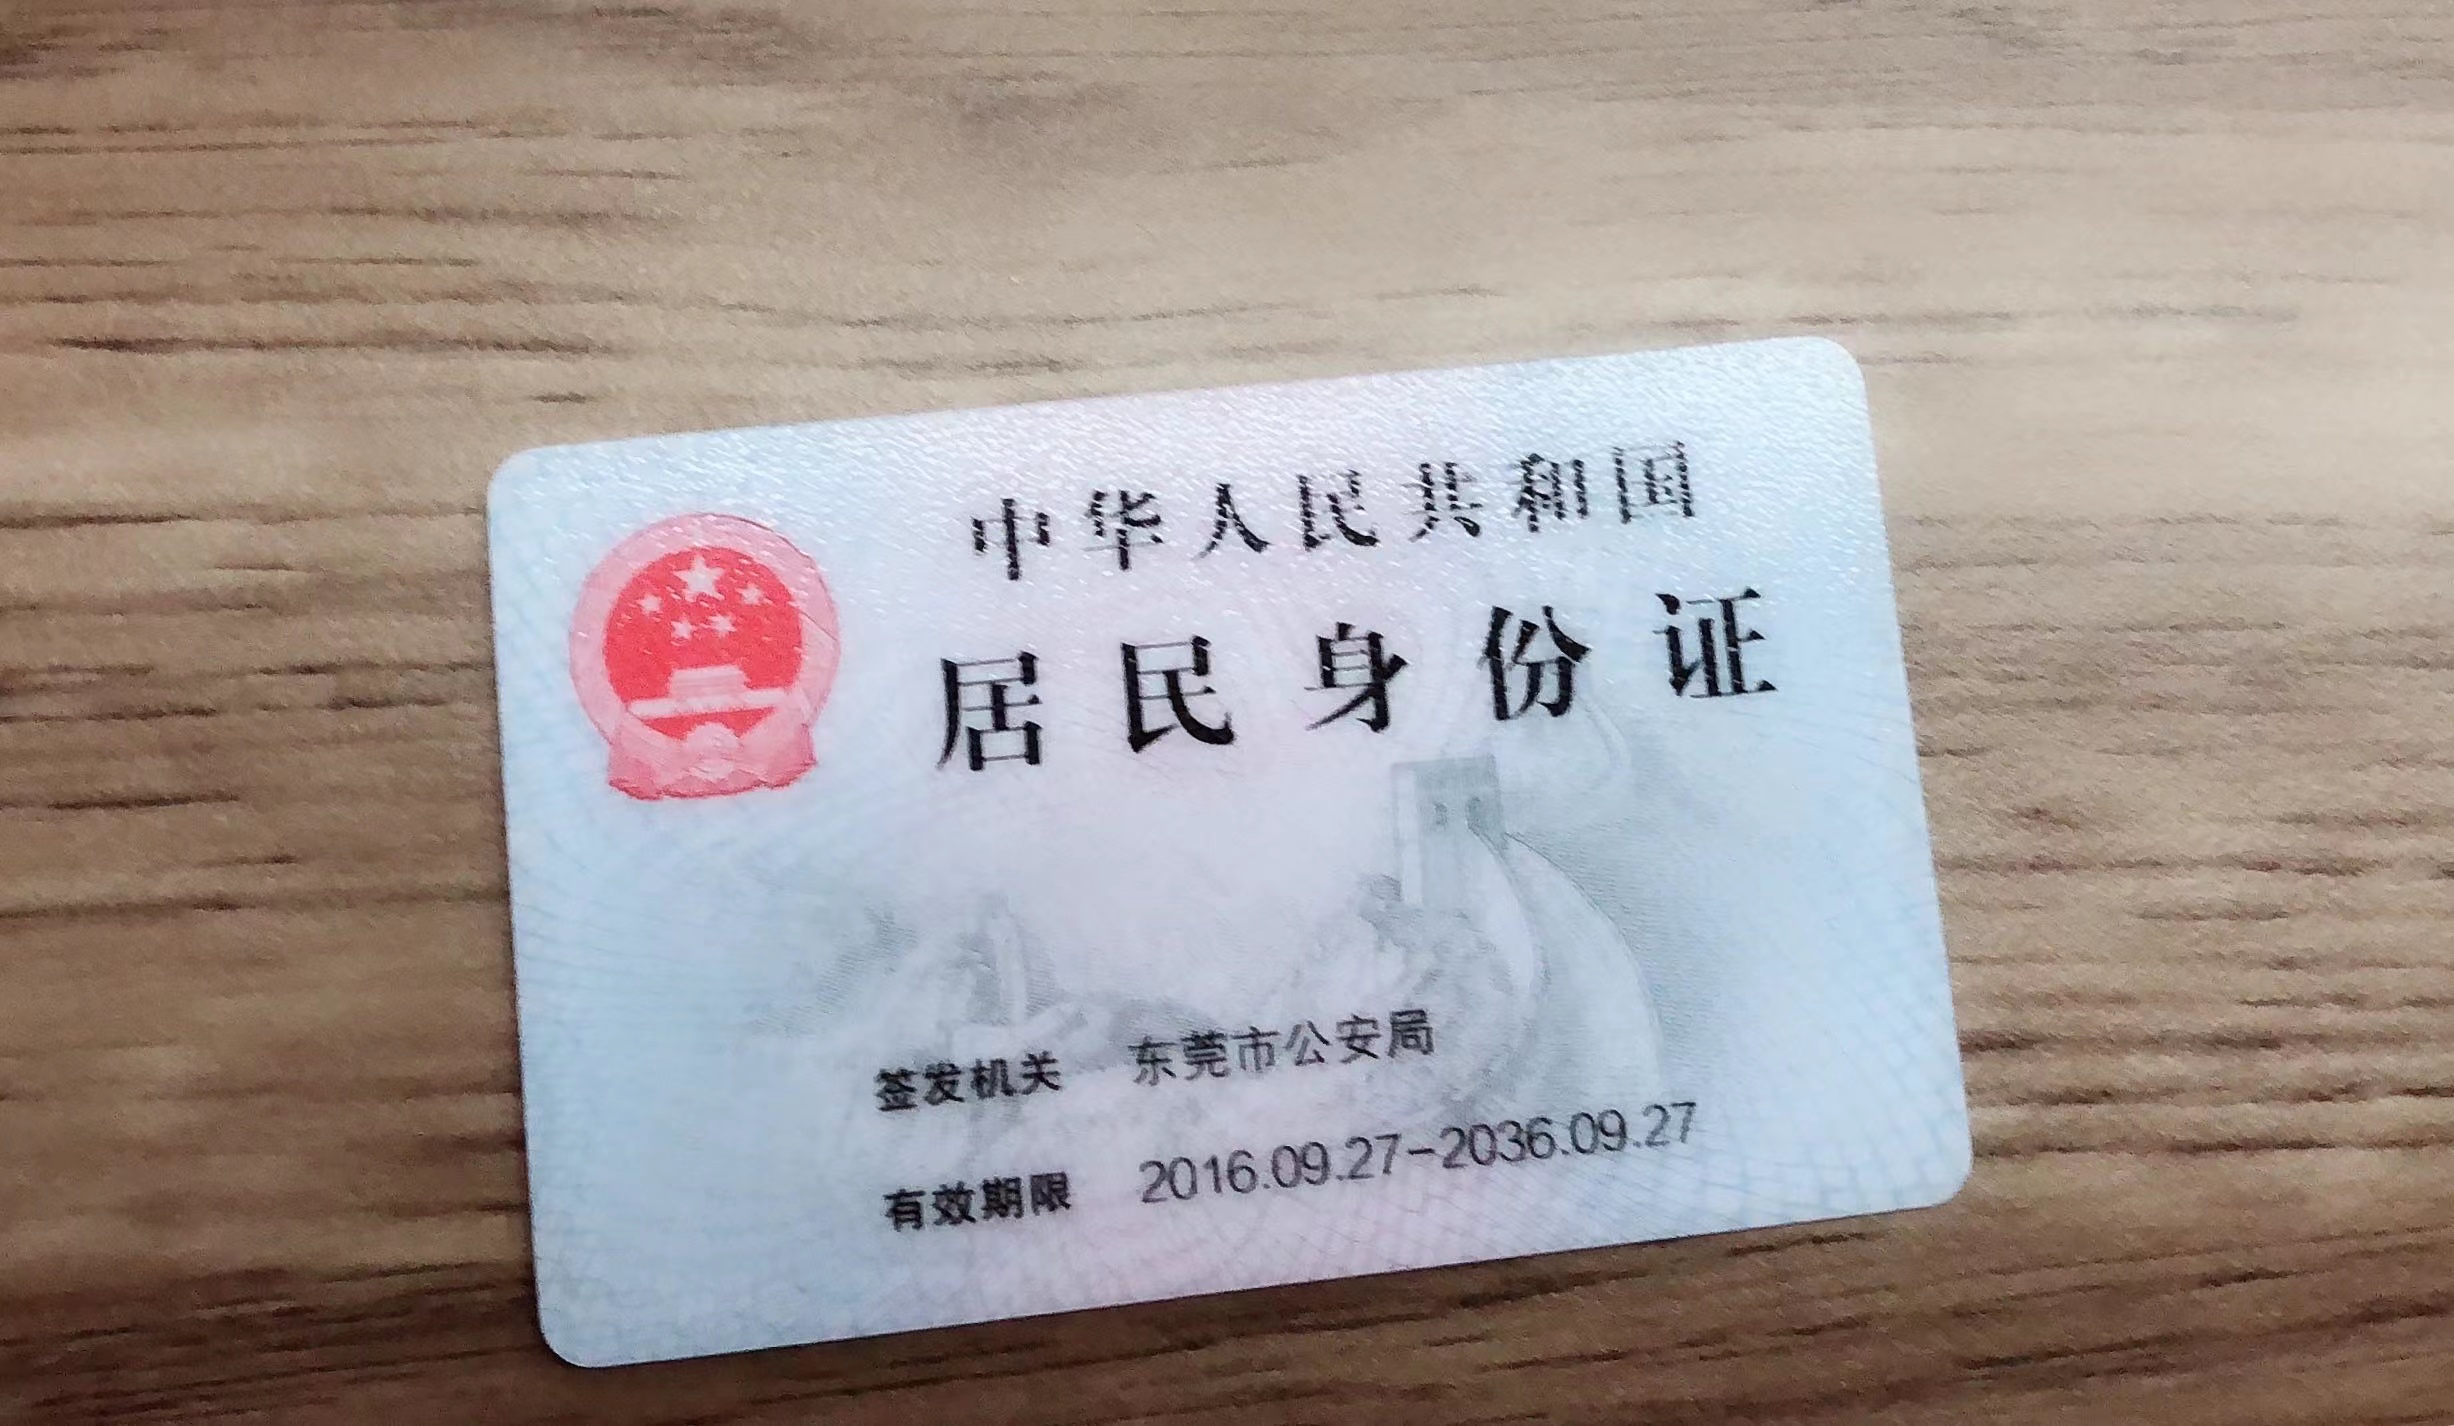 中华人民共和国
居民身份证
签发机关 东莞市公安局
有效期限 2016.09.27-2036.09.27